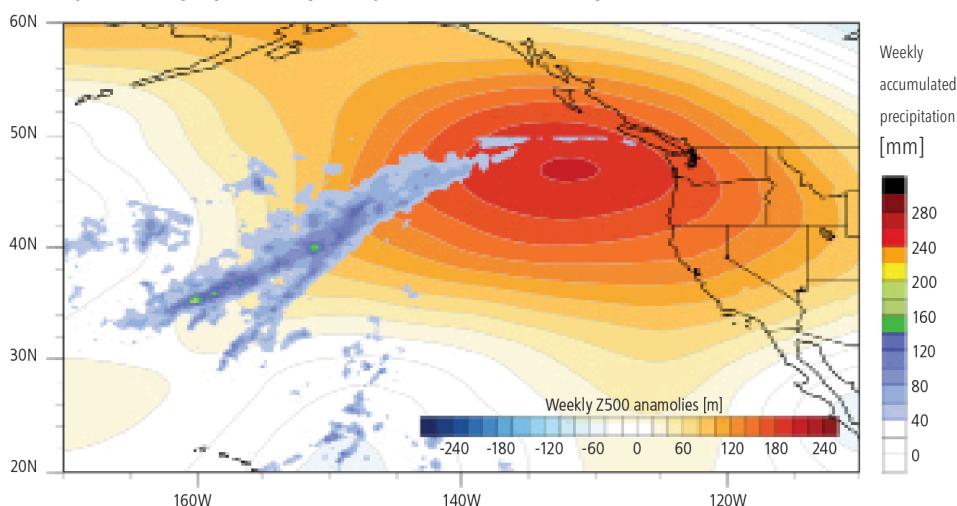 60N
50N
40N
30N
20N
160W
140W
120W
Weekly Z500 anamolies [m]
-240 -180 -120 -60 0 60 120 180 240
Weekly
accumulated
precipitation
[mm]
280
240
200
160
120
80
40
0